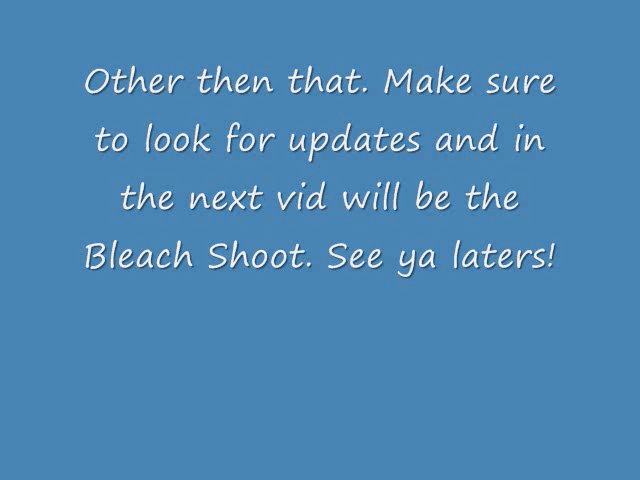 Other then that. Make sure
to look for updates and in
the next vid will be the
Bleach Shoot. See ya laters!